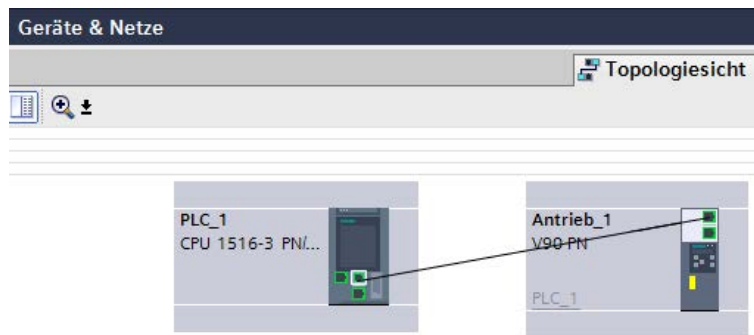 Geräte & Netze
Topologiesicht
PLC_1
CPU 1516-3 PN/...
Antrieb_1
V90 PN
PLC_1